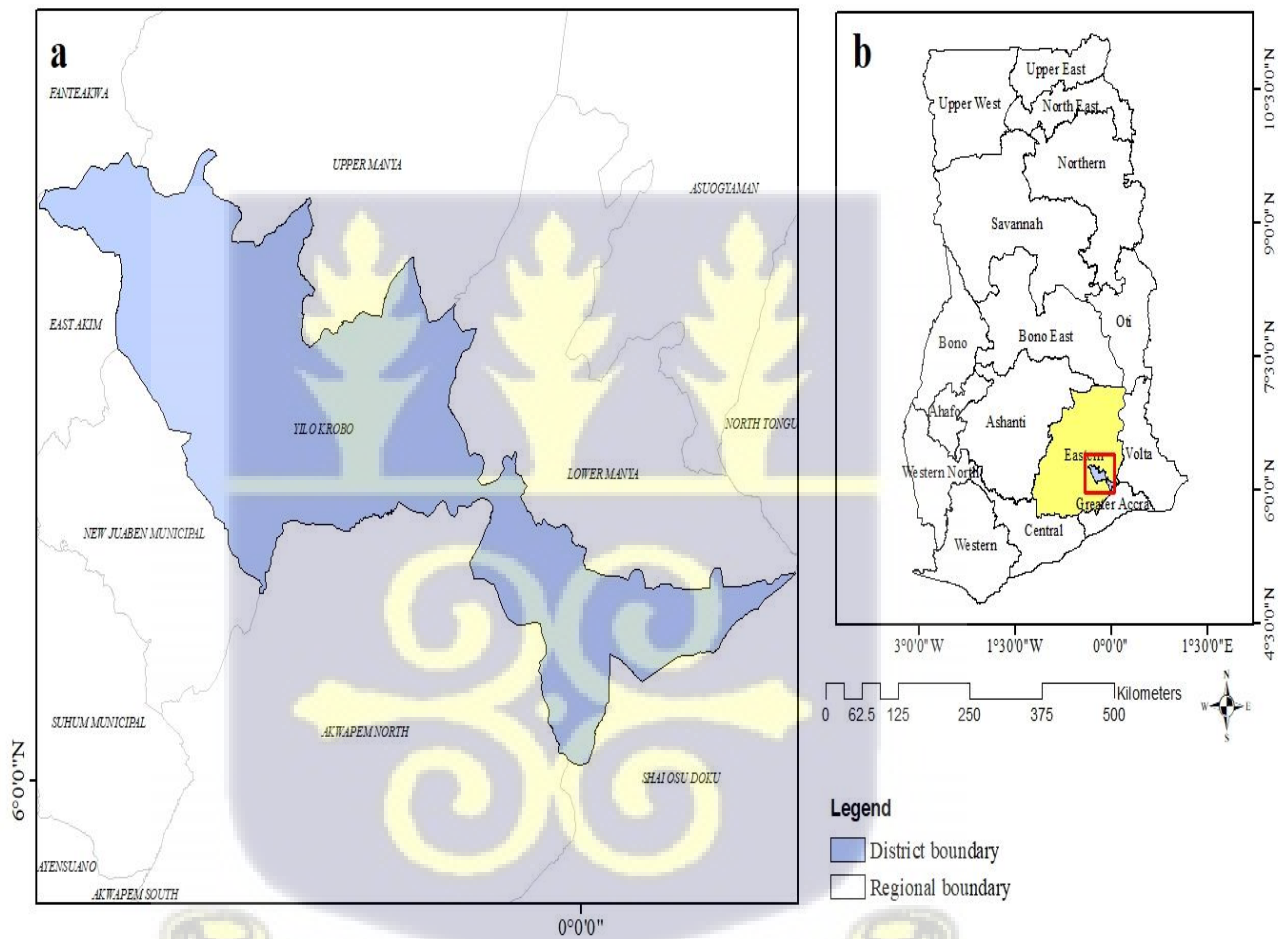 a
FANTEAKWA
UPPER MANYA
ASUOGYAMAN
EAST AKIM
YILO KROBO
NORTH TONGU
LOWER MANYA
NEW JUABEN MUNICIPAL
SUHUM MUNICIPAL
AKWAPEM NORTH
SHAI OSU DOKU
AYENSUANO
AKWAPEM SOUTH
6°0'0"N
0°0'0"
b
Upper East
Upper West
North East
Northern
Savannah
Oti
Bono
Bono East
Ahafo
Ashanti
Eastern
Volta
Western North
Greater Accra
Central
Western
10°30'0"N
9°0'0"N
7°30'0"N
6°0'0"N
4°30'0"N
3°0'0"W
1°30'0"W
0°0'0"
1°30'0"E
Kilometers
0 62.5 125 250 375 500
N
W E
S
Legend
District boundary
Regional boundary